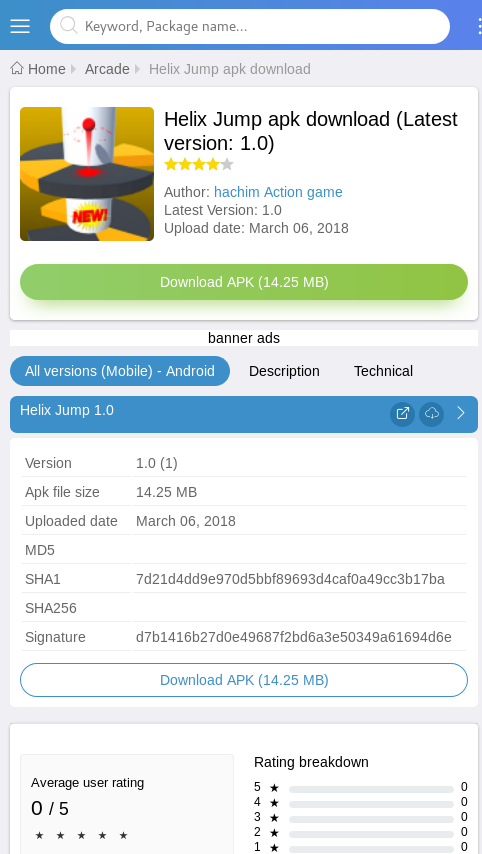 Keyword, Package name...
Home Arcade Helix Jump apk download
NEW!
Helix Jump apk download (Latest
version: 1.0)
Author: hachim Action game
Latest Version: 1.0
Upload date: March 06, 2018
Download APK (14.25 MB)
banner ads
All versions (Mobile) - Android Description Technical
Helix Jump 1.0
Version 1.0 (1)
Apk file size 14.25 MB
Uploaded date March 06, 2018
MD5
SHA1 7d21d4dd9e970d5bbf89693d4caf0a49cc3b17ba
SHA256
Signature d7b1416b27d0e49687f2bd6a3e50349a61694d6e
Download APK (14.25 MB)
Rating breakdown
Average user rating
0 / 5
5 ★ 0
4 ★ 0
3 ★ 0
2 ★ 0
1 ★ 0